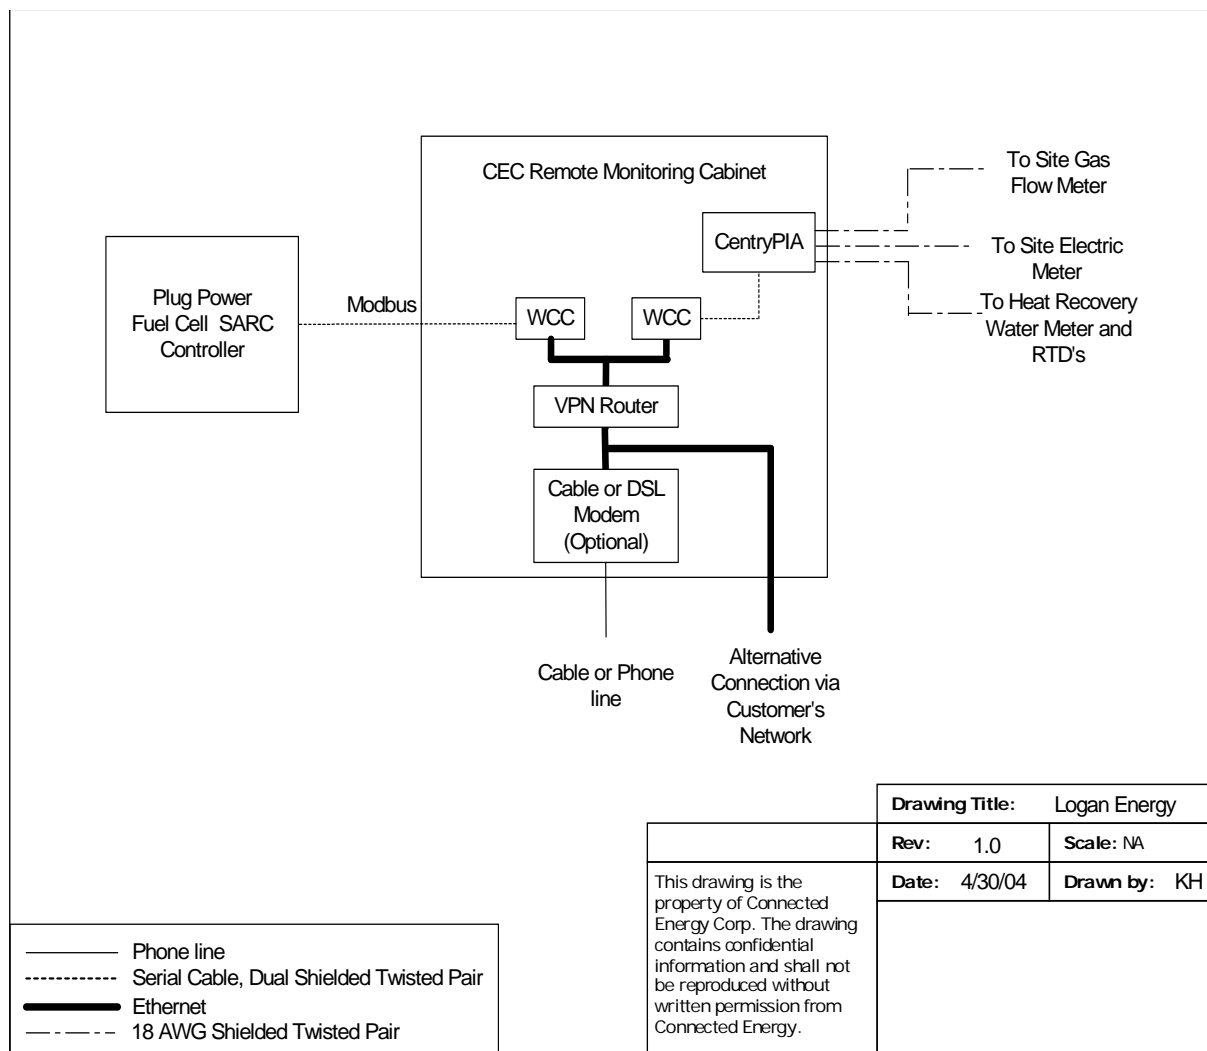 CEC Remote Monitoring Cabinet
To Site Gas
Flow Meter
CentryPIA
To Site Electric
Meter
Plug Power
Fuel Cell SARC
Controller
Modbus
WCC
WCC
To Heat Recovery
Water Meter and
RTD's
VPN Router
Cable or DSL
Modem
(Optional)
Cable or Phone
line
Alternative
Connection via
Customer's
Network
Drawing Title: Logan Energy
Rev: 1.0
Scale: NA
Date: 4/30/04
Drawn by: KH
This drawing is the
property of Connected
Energy Corp. The drawing
contains confidential
information and shall not
be reproduced without
written permission from
Connected Energy.
Phone line
Serial Cable, Dual Shielded Twisted Pair
Ethernet
18 AWG Shielded Twisted Pair